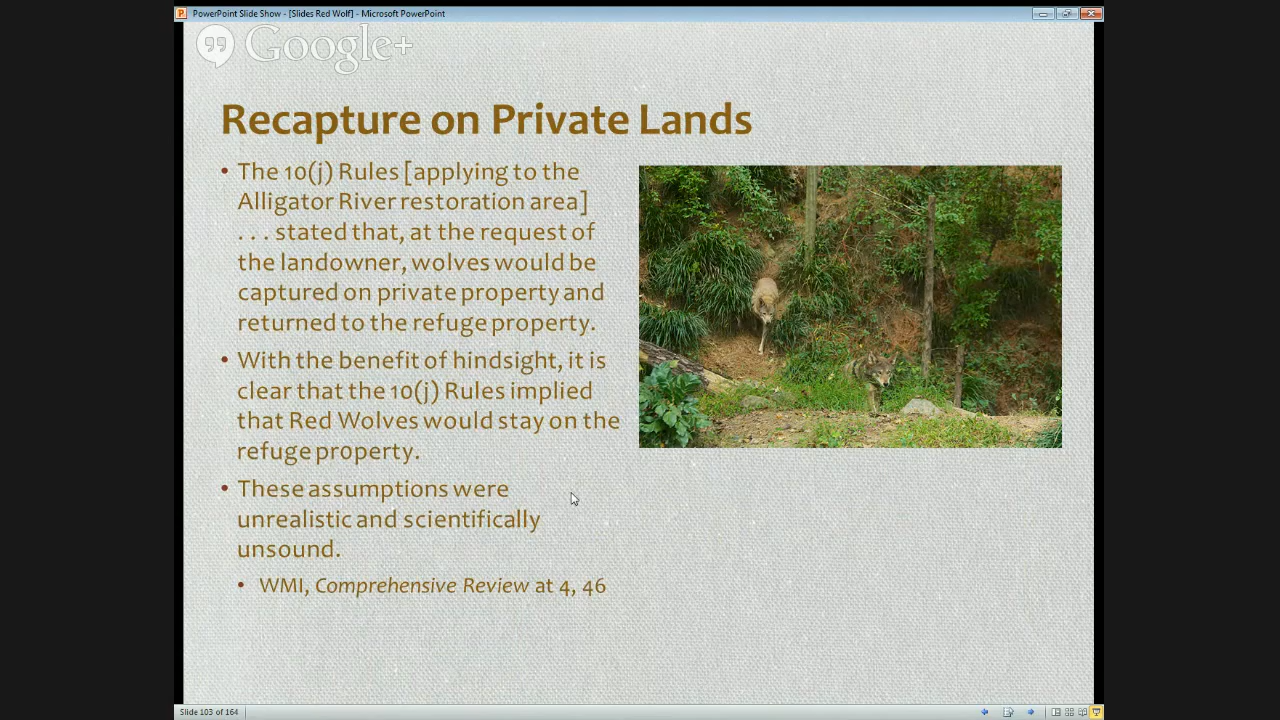 PowerPoint Slide Show - [Slides Red Wolf] - Microsoft PowerPoint
Google+
Recapture on Private Lands
• The 10(j) Rules [applying to the
Alligator River restoration area]
. . . stated that, at the request of
the landowner, wolves would be
captured on private property and
returned to the refuge property.
• With the benefit of hindsight, it is
clear that the 10(j) Rules implied
that Red Wolves would stay on the
refuge property.
• These assumptions were
unrealistic and scientifically
unsound.
• WMI, Comprehensive Review at 4, 46
Slide 103 of 164